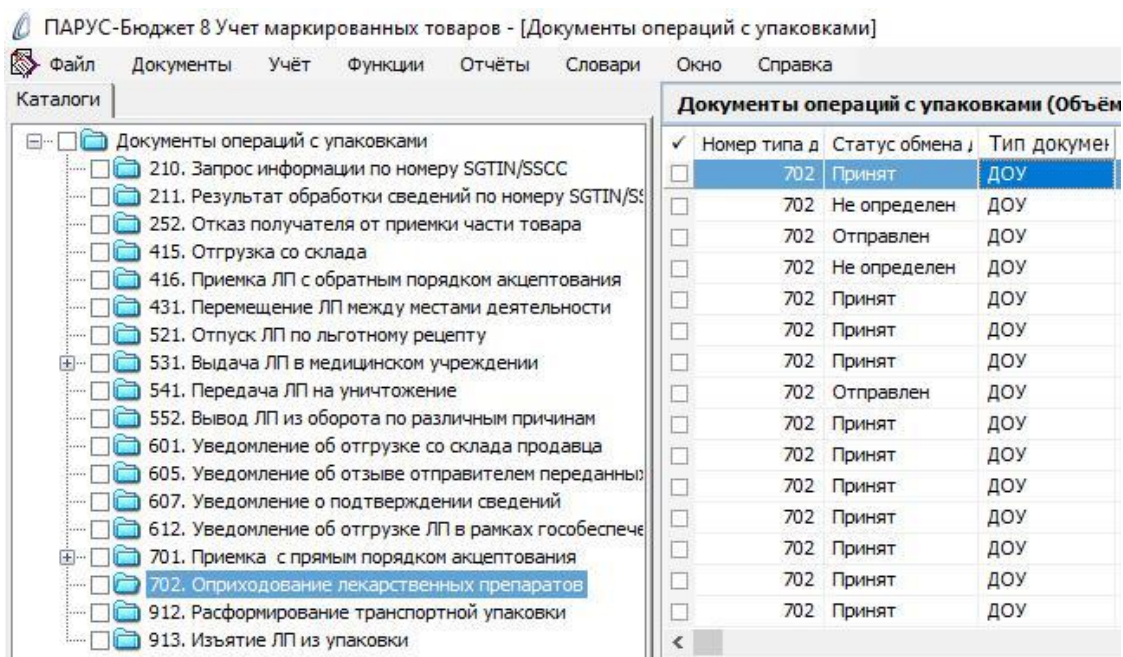 ПАРУС-Бюджет 8 Учет маркированных товаров - [Документы операций с упаковками]
Файл Документы Учёт Функции Отчёты Словари Окно Справка
Каталоги
Документы операций с упаковками
210. Запрос информации по номеру SGTIN/SSCC
211. Результат обработки сведений по номеру SGTIN/SS
252. Отказ получателя от приемки части товара
415. Отгрузка со склада
416. Приемка ЛП с обратным порядком акцептования
431. Перемещение ЛП между местами деятельности
521. Отпуск ЛП по льготному рецепту
531. Выдача ЛП в медицинском учреждении
541. Передача ЛП на уничтожение
552. Вывод ЛП из оборота по различным причинам
601. Уведомление об отгрузке со склада продавца
605. Уведомление об отзыве отправителем переданных
607. Уведомление о подтверждении сведений
612. Уведомление об отгрузке ЛП в рамках гособеспече
701. Приемка с прямым порядком акцептования
702. Оприходование лекарственных препаратов
912. Расформирование транспортной упаковки
913. Изъятие ЛП из упаковки
Документы операций с упаковками (Объём
Номер типа д Статус обмена д Тип докумен
702 Принят ДОУ
702 Не определен ДОУ
702 Отправлен ДОУ
702 Не определен ДОУ
702 Принят ДОУ
702 Принят ДОУ
702 Принят ДОУ
702 Отправлен ДОУ
702 Принят ДОУ
702 Принят ДОУ
702 Принят ДОУ
702 Принят ДОУ
702 Принят ДОУ
702 Принят ДОУ
702 Принят ДОУ